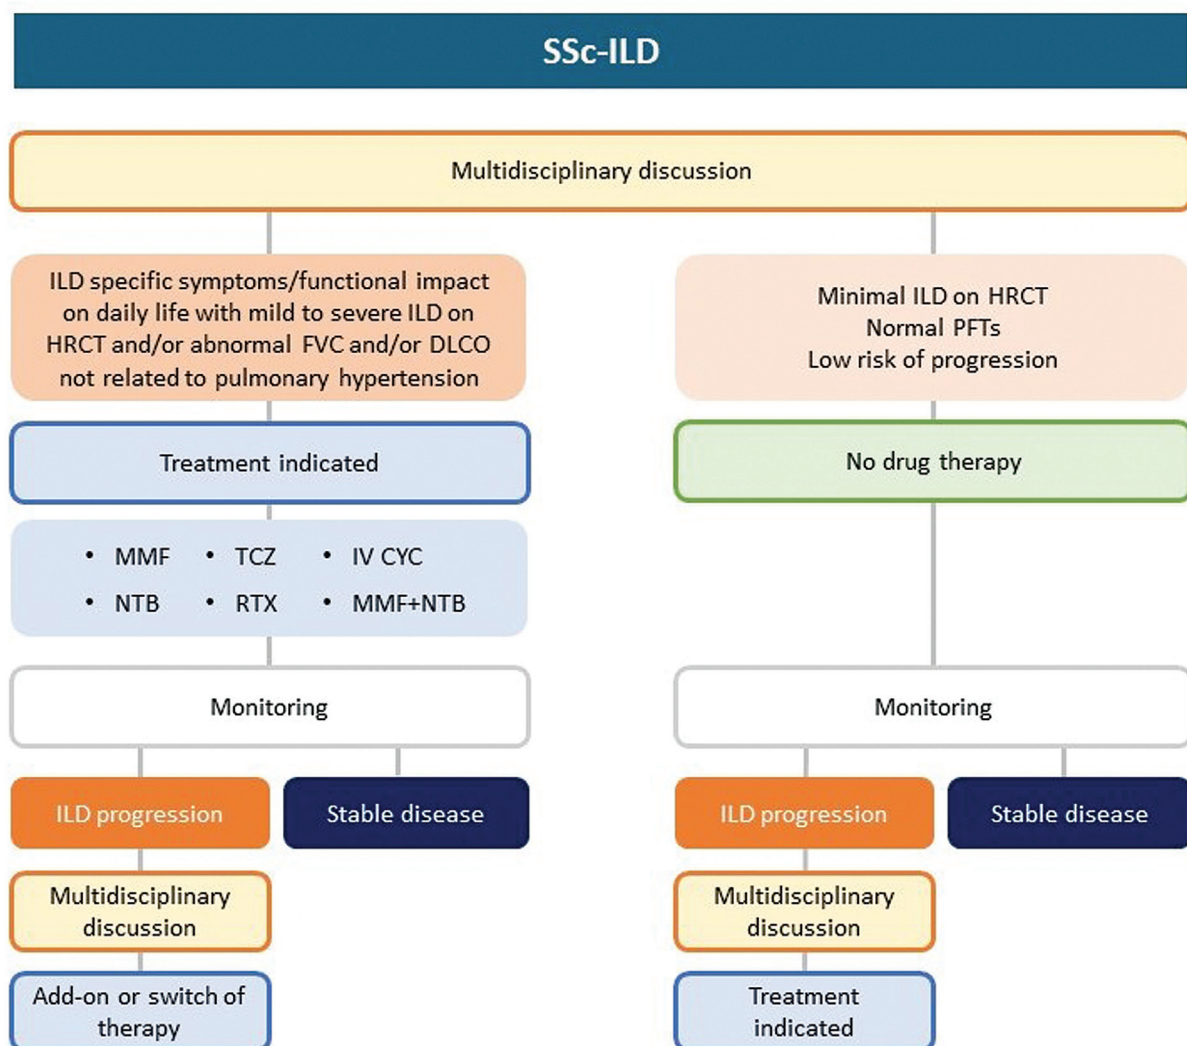 SSc-ILD
Multidisciplinary discussion
ILD specific symptoms/functional impact
on daily life with mild to severe ILD on
HRCT and/or abnormal FVC and/or DLCO
not related to pulmonary hypertension
Treatment indicated
• MMF • TCZ • IV CYC
• NTB • RTX • MMF+NTB
Monitoring
ILD progression
Stable disease
Multidisciplinary
discussion
Add-on or switch of
therapy
Minimal ILD on HRCT
Normal PFTs
Low risk of progression
No drug therapy
Monitoring
ILD progression
Stable disease
Multidisciplinary
discussion
Treatment
indicated